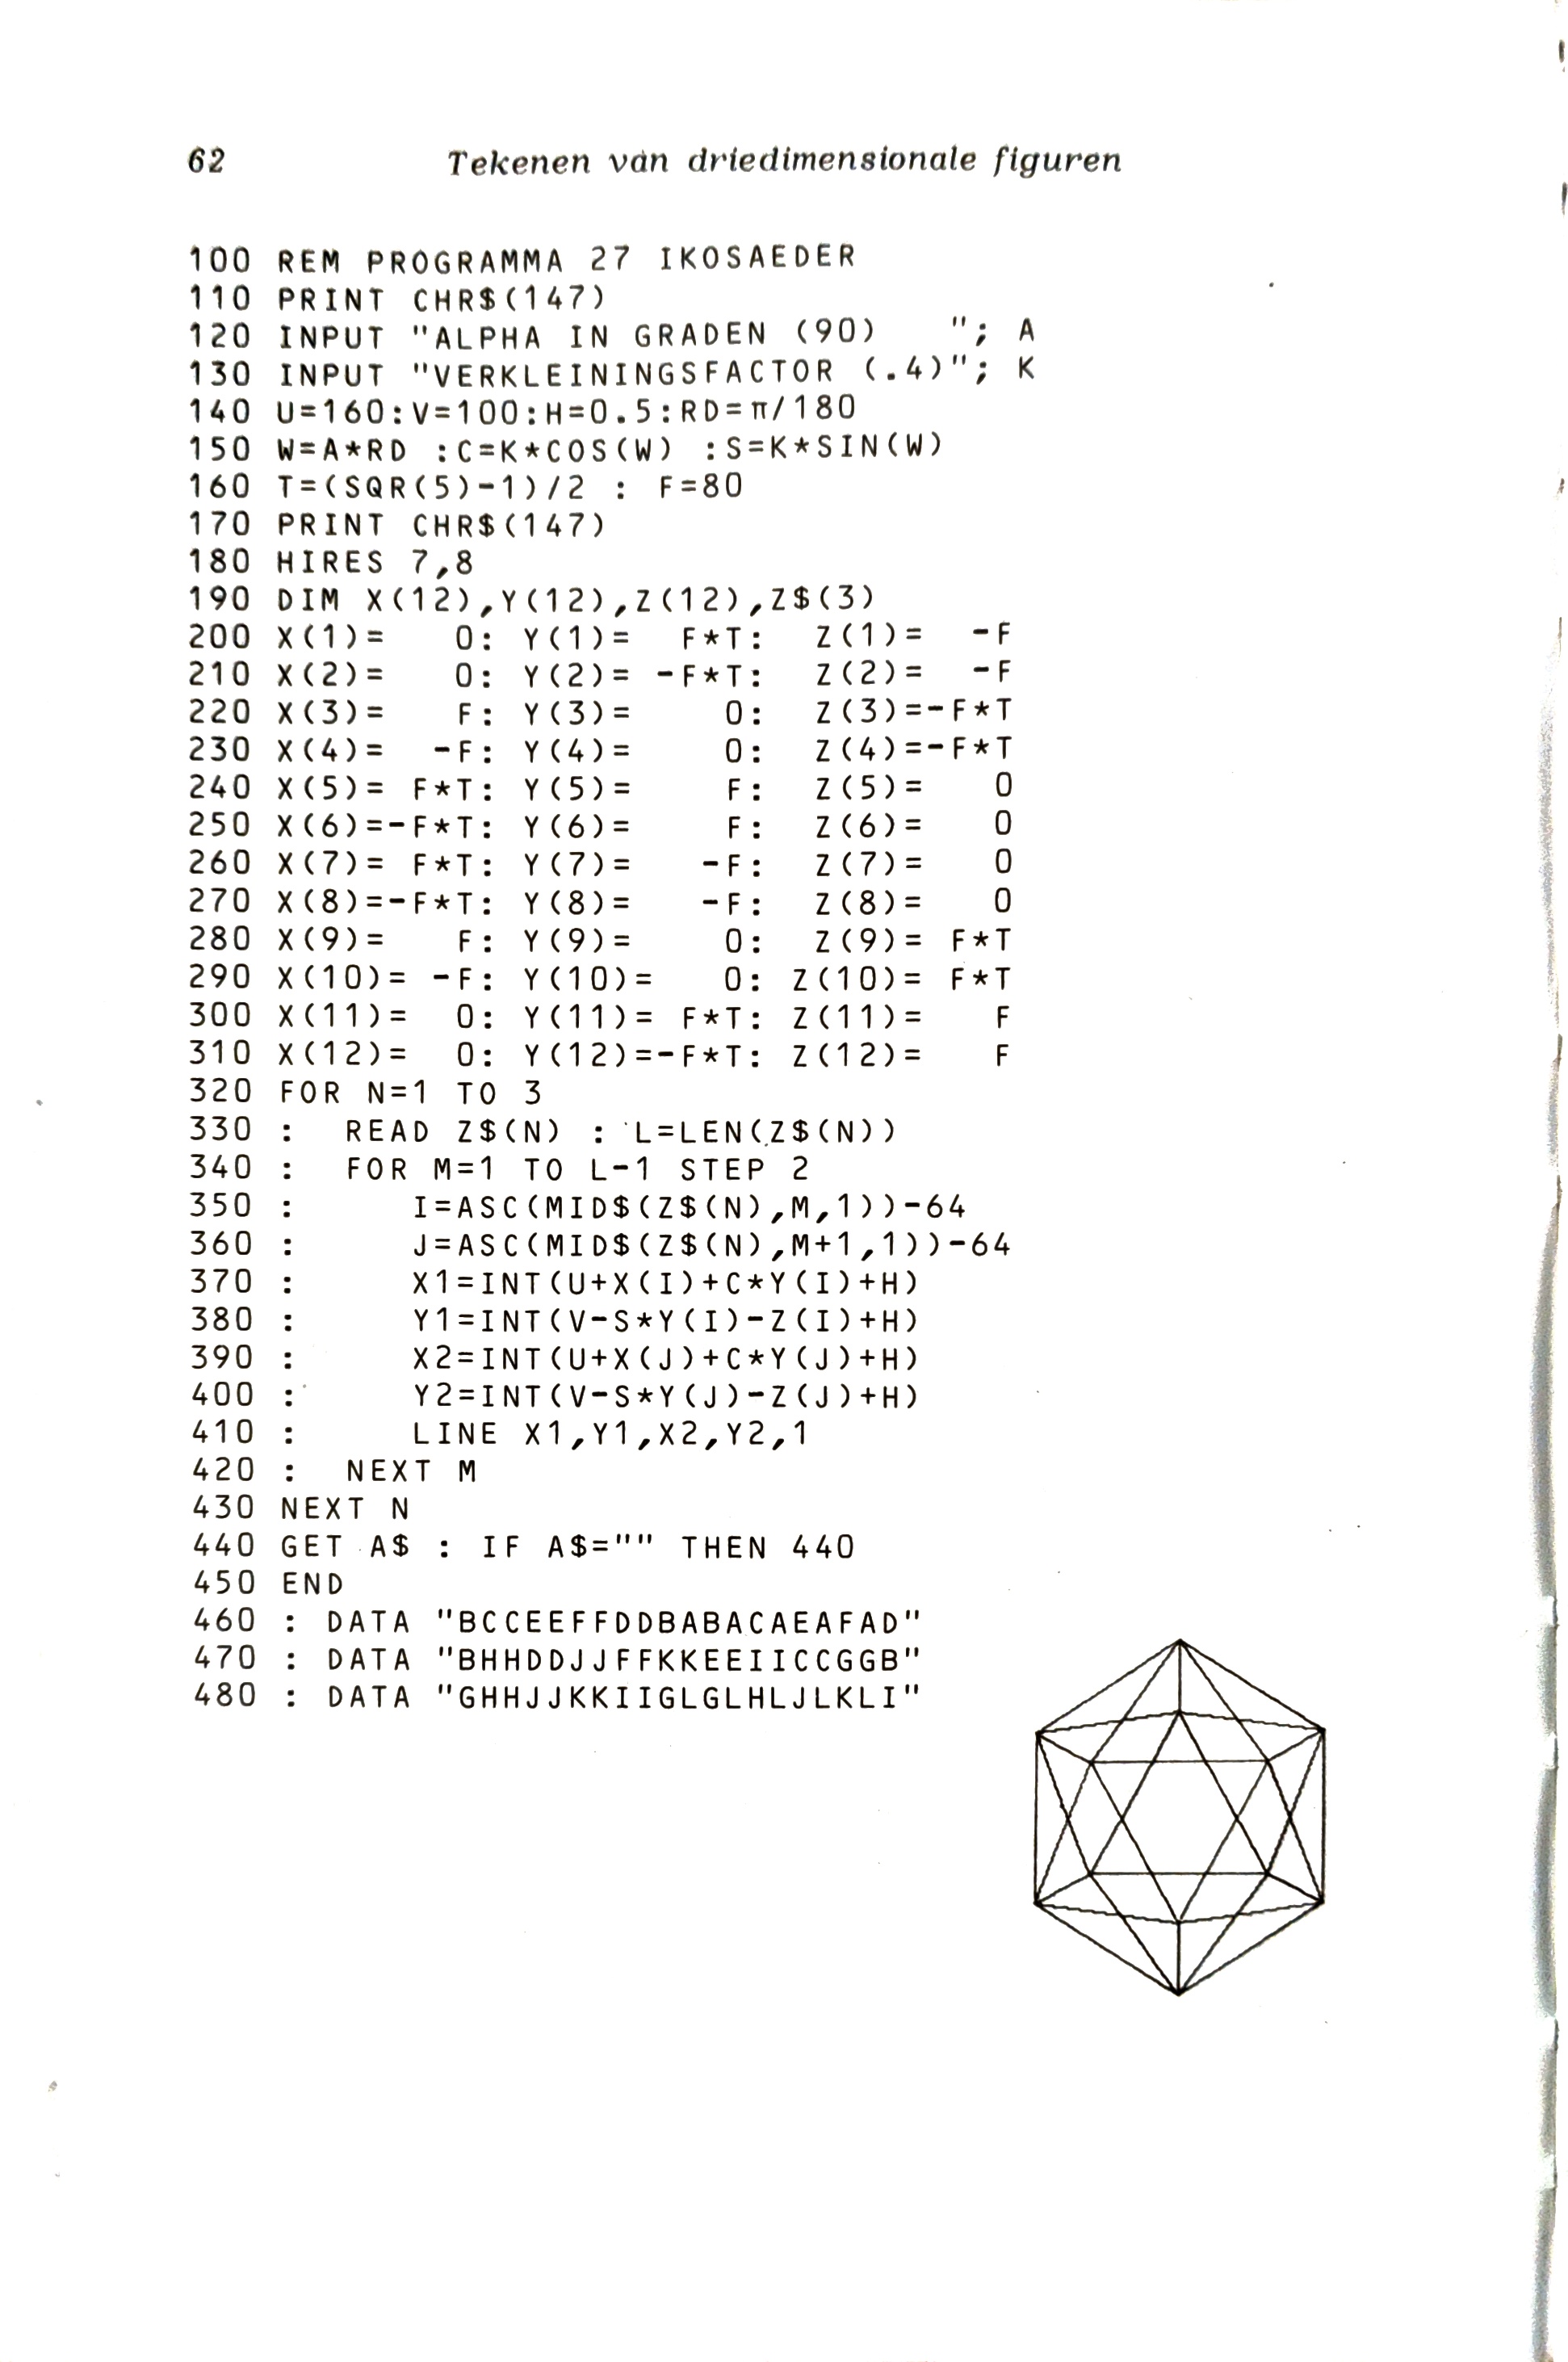 62 Tekenen van driedimensionale figuren
100 REM PROGRAMMA 27 IKOSAEDER
110 PRINT CHR$(147)
120 INPUT "ALPHA IN GRADEN (90)   "; A
130 INPUT "VERKLEININGSFACTOR (.4)"; K
140 U=160:V=100:H=0.5:RD=π/180
150 W=A*RD :C=K*COS(W) :S=K*SIN(W)
160 T=(SQR(5)-1)/2 : F=80
170 PRINT CHR$(147)
180 HIRES 7,8
190 DIM X(12),Y(12),Z(12),Z$(3)
200 X(1)=   0: Y(1)=  F*T:  Z(1)=  -F
210 X(2)=   0: Y(2)= -F*T:  Z(2)=  -F
220 X(3)=   F: Y(3)=    0:  Z(3)=-F*T
230 X(4)=  -F: Y(4)=    0:  Z(4)=-F*T
240 X(5)= F*T: Y(5)=    F:  Z(5)=   0
250 X(6)=-F*T: Y(6)=    F:  Z(6)=   0
260 X(7)= F*T: Y(7)=   -F:  Z(7)=   0
270 X(8)=-F*T: Y(8)=   -F:  Z(8)=   0
280 X(9)=   F: Y(9)=    0:  Z(9)= F*T
290 X(10)= -F: Y(10)=   0: Z(10)= F*T
300 X(11)=  0: Y(11)= F*T: Z(11)=   F
310 X(12)=  0: Y(12)=-F*T: Z(12)=   F
320 FOR N=1 TO 3
330 :  READ Z$(N) : L=LEN(Z$(N))
340 :  FOR M=1 TO L-1 STEP 2
350 :     I=ASC(MID$(Z$(N),M,1))-64
360 :     J=ASC(MID$(Z$(N),M+1,1))-64
370 :     X1=INT(U+X(I)+C*Y(I)+H)
380 :     Y1=INT(V-S*Y(I)-Z(I)+H)
390 :     X2=INT(U+X(J)+C*Y(J)+H)
400 :     Y2=INT(V-S*Y(J)-Z(J)+H)
410 :     LINE X1,Y1,X2,Y2,1
420 :  NEXT M
430 NEXT N
440 GET A$ : IF A$="" THEN 440
450 END
460 : DATA "BCCEEFFDDBABACAEAFAD"
470 : DATA "BHHDDJJFFKKEEIICCGGB"
480 : DATA "GHHJJKKIIGLGLHLJLKLI"